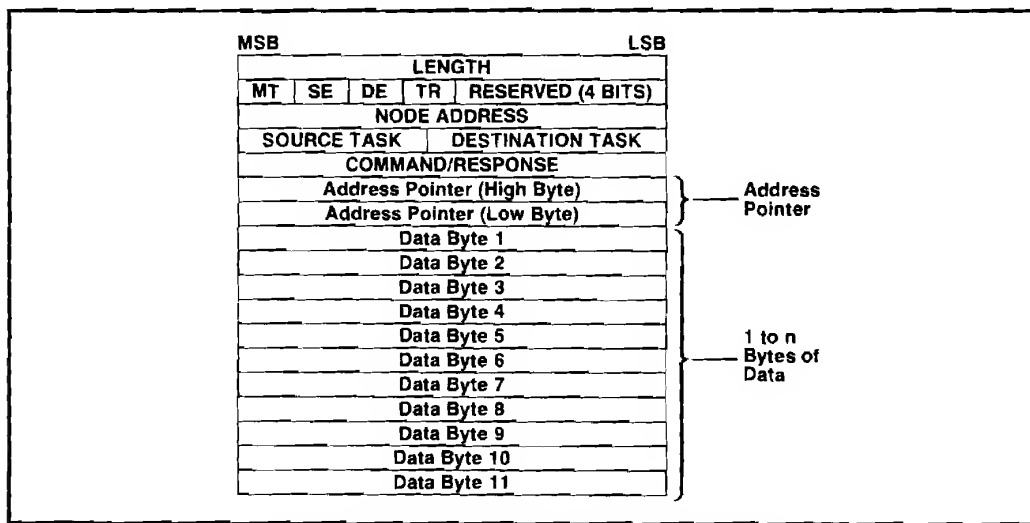 MSB LSB
LENGTH
MT SE DE TR RESERVED (4 BITS)
NODE ADDRESS
SOURCE TASK DESTINATION TASK
COMMAND/RESPONSE
Address Pointer (High Byte)
Address Pointer (Low Byte)
Address
Pointer
Data Byte 1
Data Byte 2
Data Byte 3
Data Byte 4
Data Byte 5
Data Byte 6
Data Byte 7
Data Byte 8
Data Byte 9
Data Byte 10
Data Byte 11
1 to n
Bytes of
Data